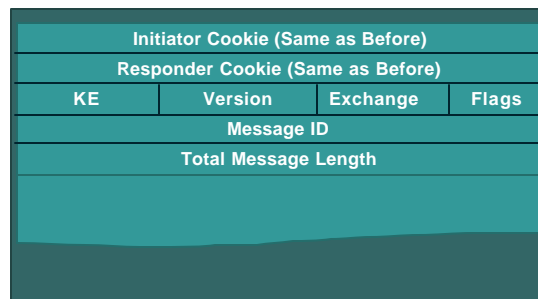 Initiator Cookie (Same as Before)
Responder Cookie (Same as Before)
KE Version Exchange Flags
Message ID
Total Message Length